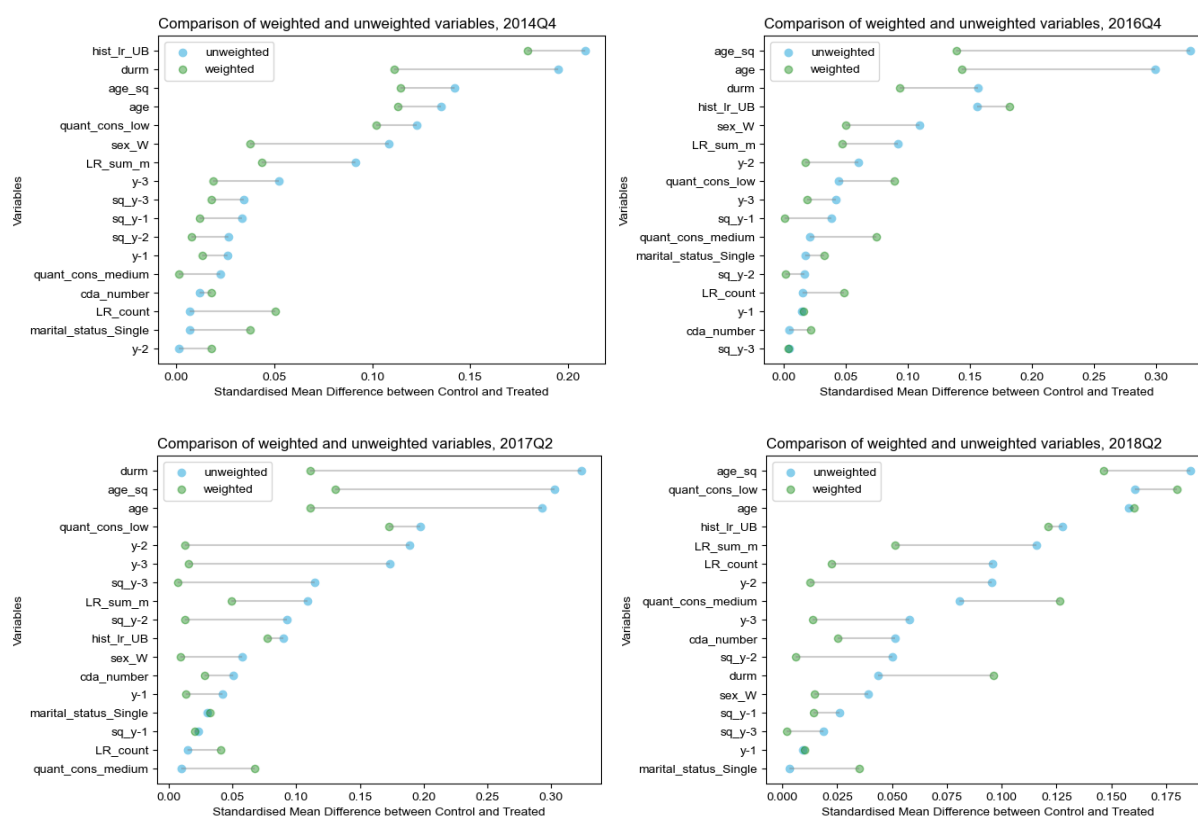 Comparison of weighted and unweighted variables, 2014Q4
unweighted
weighted
Variables
hist_lr_UB
durm
age_sq
age
quant_cons_low
sex_W
LR_sum_m
y-3
sq_y-3
sq_y-1
sq_y-2
y-1
quant_cons_medium
cda_number
LR_count
marital_status_Single
y-2
0.00 0.05 0.10 0.15 0.20
Standardised Mean Difference between Control and Treated
Comparison of weighted and unweighted variables, 2016Q4
unweighted
weighted
Variables
age_sq
age
durm
hist_lr_UB
sex_W
LR_sum_m
y-2
quant_cons_low
y-3
sq_y-1
quant_cons_medium
marital_status_Single
sq_y-2
LR_count
y-1
cda_number
sq_y-3
0.00 0.05 0.10 0.15 0.20 0.25 0.30
Standardised Mean Difference between Control and Treated
Comparison of weighted and unweighted variables, 2017Q2
unweighted
weighted
Variables
durm
age_sq
age
quant_cons_low
y-2
y-3
sq_y-3
LR_sum_m
sq_y-2
hist_lr_UB
sex_W
cda_number
y-1
marital_status_Single
sq_y-1
LR_count
quant_cons_medium
0.00 0.05 0.10 0.15 0.20 0.25 0.30
Standardised Mean Difference between Control and Treated
Comparison of weighted and unweighted variables, 2018Q2
unweighted
weighted
Variables
age_sq
quant_cons_low
age
hist_lr_UB
LR_sum_m
LR_count
y-2
quant_cons_medium
y-3
cda_number
sq_y-2
durm
sex_W
sq_y-1
sq_y-3
y-1
marital_status_Single
0.000 0.025 0.050 0.075 0.100 0.125 0.150 0.175
Standardised Mean Difference between Control and Treated